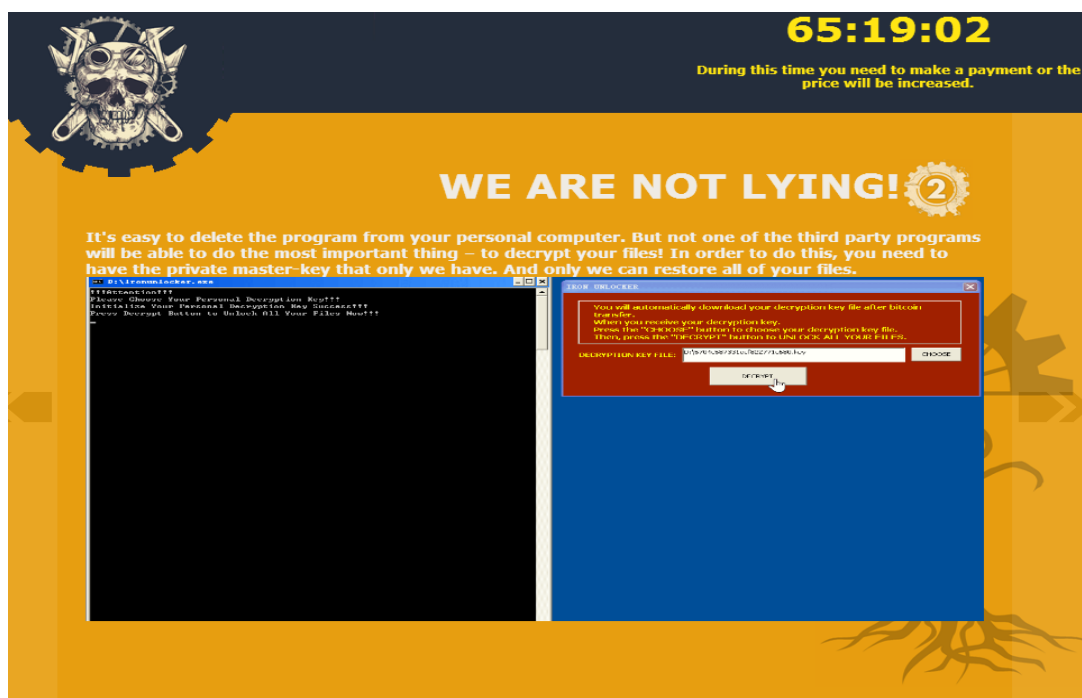 65:19:02
During this time you need to make a payment or the
price will be increased.
WE ARE NOT LYING!
2
It's easy to delete the program from your personal computer. But not one of the third party programs
will be able to do the most important thing – to decrypt your files! In order to do this, you need to
have the private master-key that only we have. And only we can restore all of your files.
D:\Ironunlocker.exe
!!!Attention!!!
Please Choose Your Personal Decryption Key!!!
Initialize Your Personal Decryption Key Success!!!
Press Decrypt Button to Unlock All Your Files Now!!!
IRON UNLOCKER
You will automatically download your decryption key file after bitcoin
transfer.
When you receive your decryption key.
Press the "CHOOSE" button to choose your decryption key file.
Then, press the "DECRYPT" button to UNLOCK ALL YOUR FILES.
DECRYPTION KEY FILE:
CHOOSE
DECRYPT